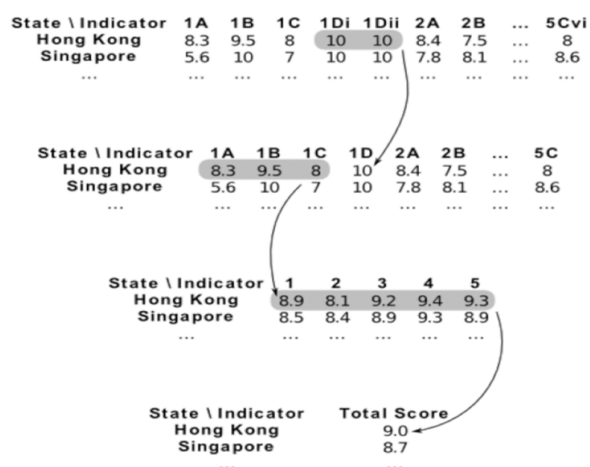 State \ Indicator 1A 1B 1C 1Di 1Dii 2A 2B ... 5Cvi
Hong Kong 8.3 9.5 8 10 10 8.4 7.5 ... 8
Singapore 5.6 10 7 10 10 7.8 8.1 ... 8.6
... ... ... ... ... ... ... ... ...
State \ Indicator 1A 1B 1C 1D 2A 2B ... 5C
Hong Kong 8.3 9.5 8 10 8.4 7.5 ... 8
Singapore 5.6 10 7 10 7.8 8.1 ... 8.6
... ... ... ... ... ... ... ... ...
State \ Indicator 1 2 3 4 5
Hong Kong 8.9 8.1 9.2 9.4 9.3
Singapore 8.5 8.4 8.9 9.3 8.9
... ... ... ... ... ...
State \ Indicator Total Score
Hong Kong 9.0
Singapore 8.7
... ...